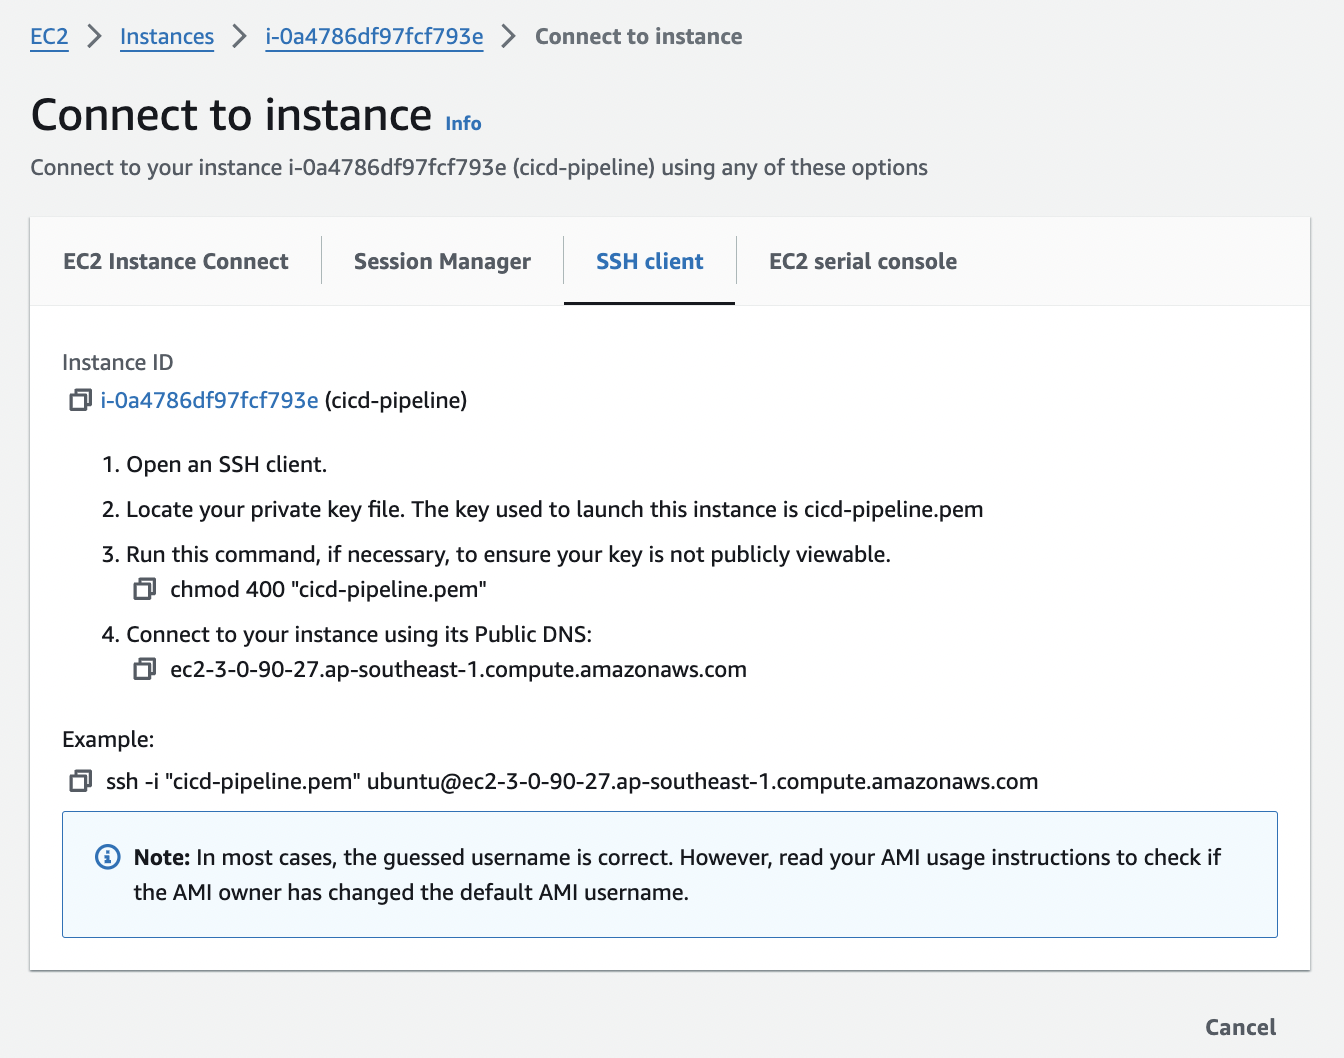 EC2 > Instances > i-0a4786df97fcf793e > Connect to instance
Connect to instance Info
Connect to your instance i-0a4786df97fcf793e (cicd-pipeline) using any of these options
EC2 Instance Connect Session Manager SSH client EC2 serial console
Instance ID
i-0a4786df97fcf793e (cicd-pipeline)
1. Open an SSH client.
2. Locate your private key file. The key used to launch this instance is cicd-pipeline.pem
3. Run this command, if necessary, to ensure your key is not publicly viewable.
chmod 400 "cicd-pipeline.pem"
4. Connect to your instance using its Public DNS:
ec2-3-0-90-27.ap-southeast-1.compute.amazonaws.com
Example:
ssh -i "cicd-pipeline.pem" ubuntu@ec2-3-0-90-27.ap-southeast-1.compute.amazonaws.com
Note: In most cases, the guessed username is correct. However, read your AMI usage instructions to check if
the AMI owner has changed the default AMI username.
Cancel